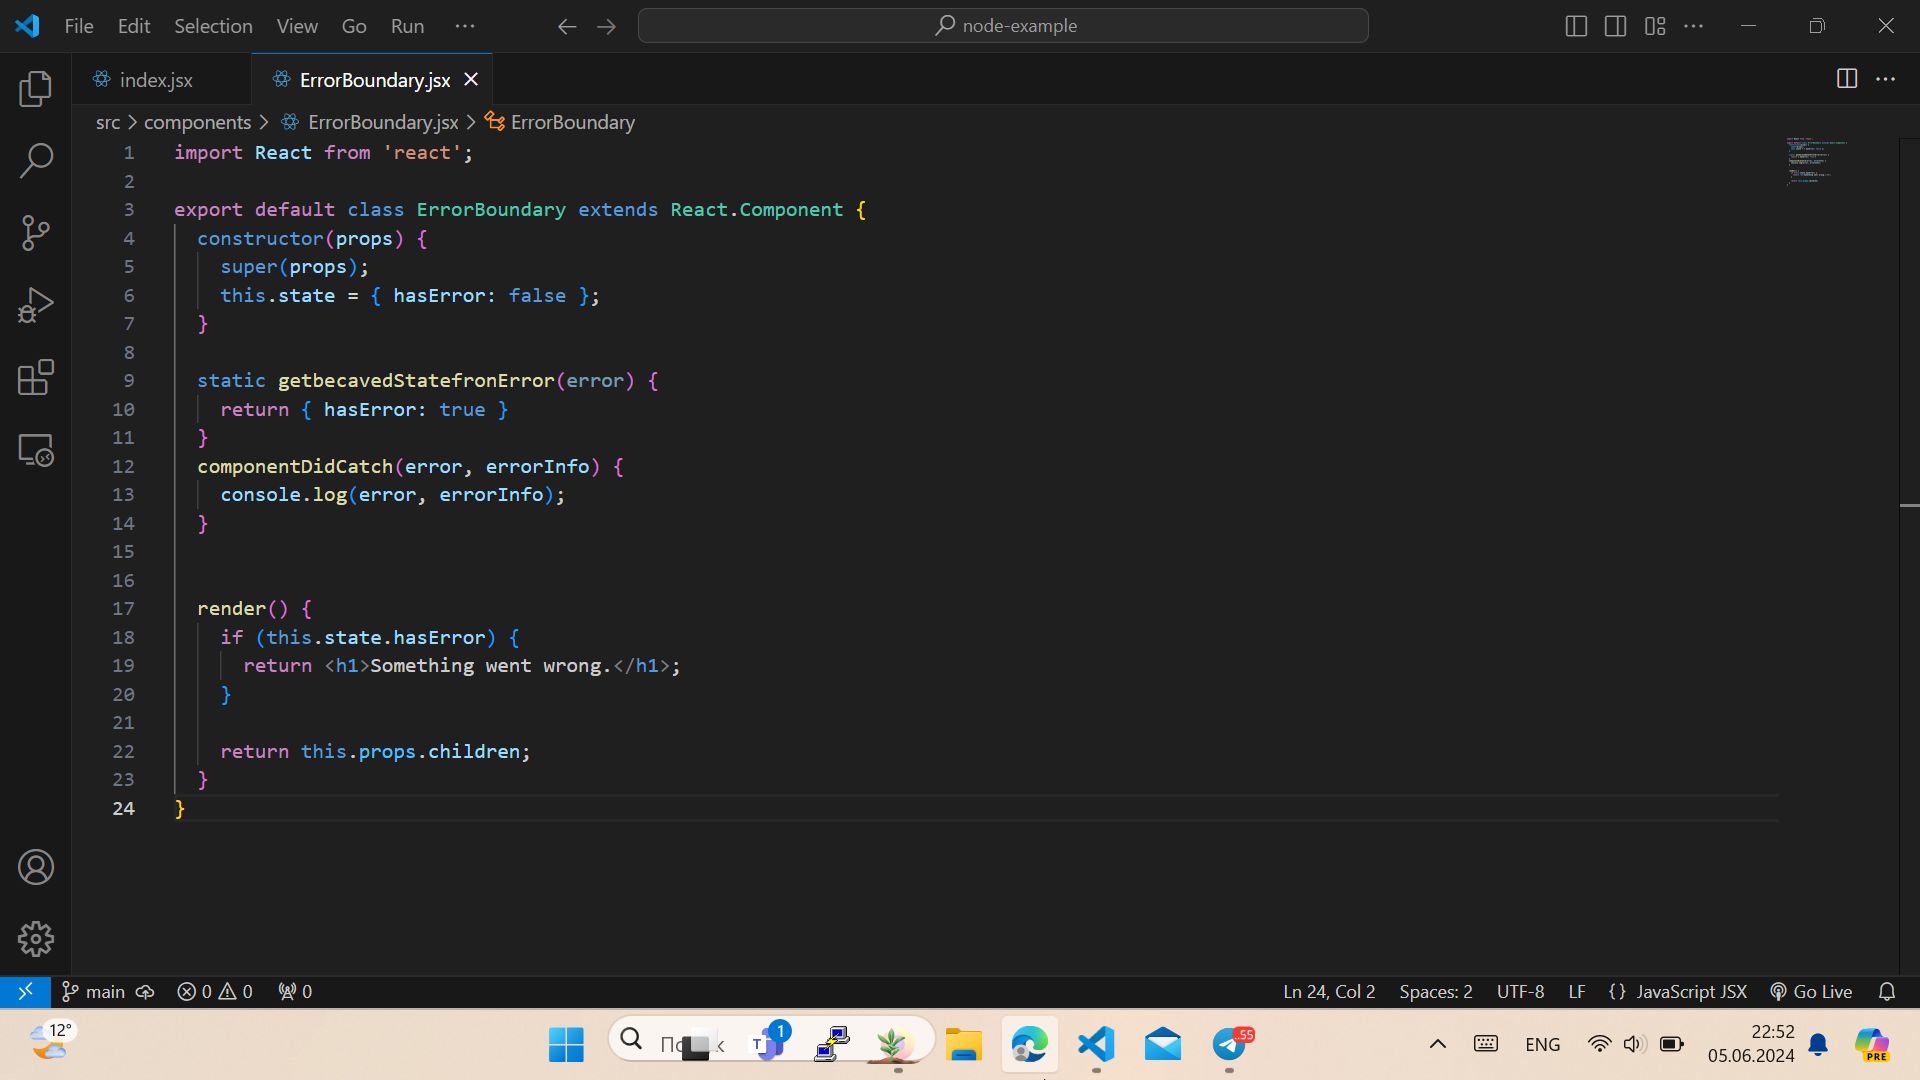 File Edit Selection View Go Run ···
node-example
index.jsx
ErrorBoundary.jsx
src > components > ErrorBoundary.jsx > ErrorBoundary
1 import React from 'react';
2
3 export default class ErrorBoundary extends React.Component {
4 constructor(props) {
5 super(props);
6 this.state = { hasError: false };
7 }
8
9 static getbecavedStatefronError(error) {
10 return { hasError: true }
11 }
12 componentDidCatch(error, errorInfo) {
13 console.log(error, errorInfo);
14 }
15
16
17 render() {
18 if (this.state.hasError) {
19 return <h1>Something went wrong.</h1>;
20 }
21
22 return this.props.children;
23 }
24 }
main 0 0 0 Ln 24, Col 2 Spaces: 2 UTF-8 LF {} JavaScript JSX Go Live
12°
1
T
55
ENG
22:52
05.06.2024
PRE